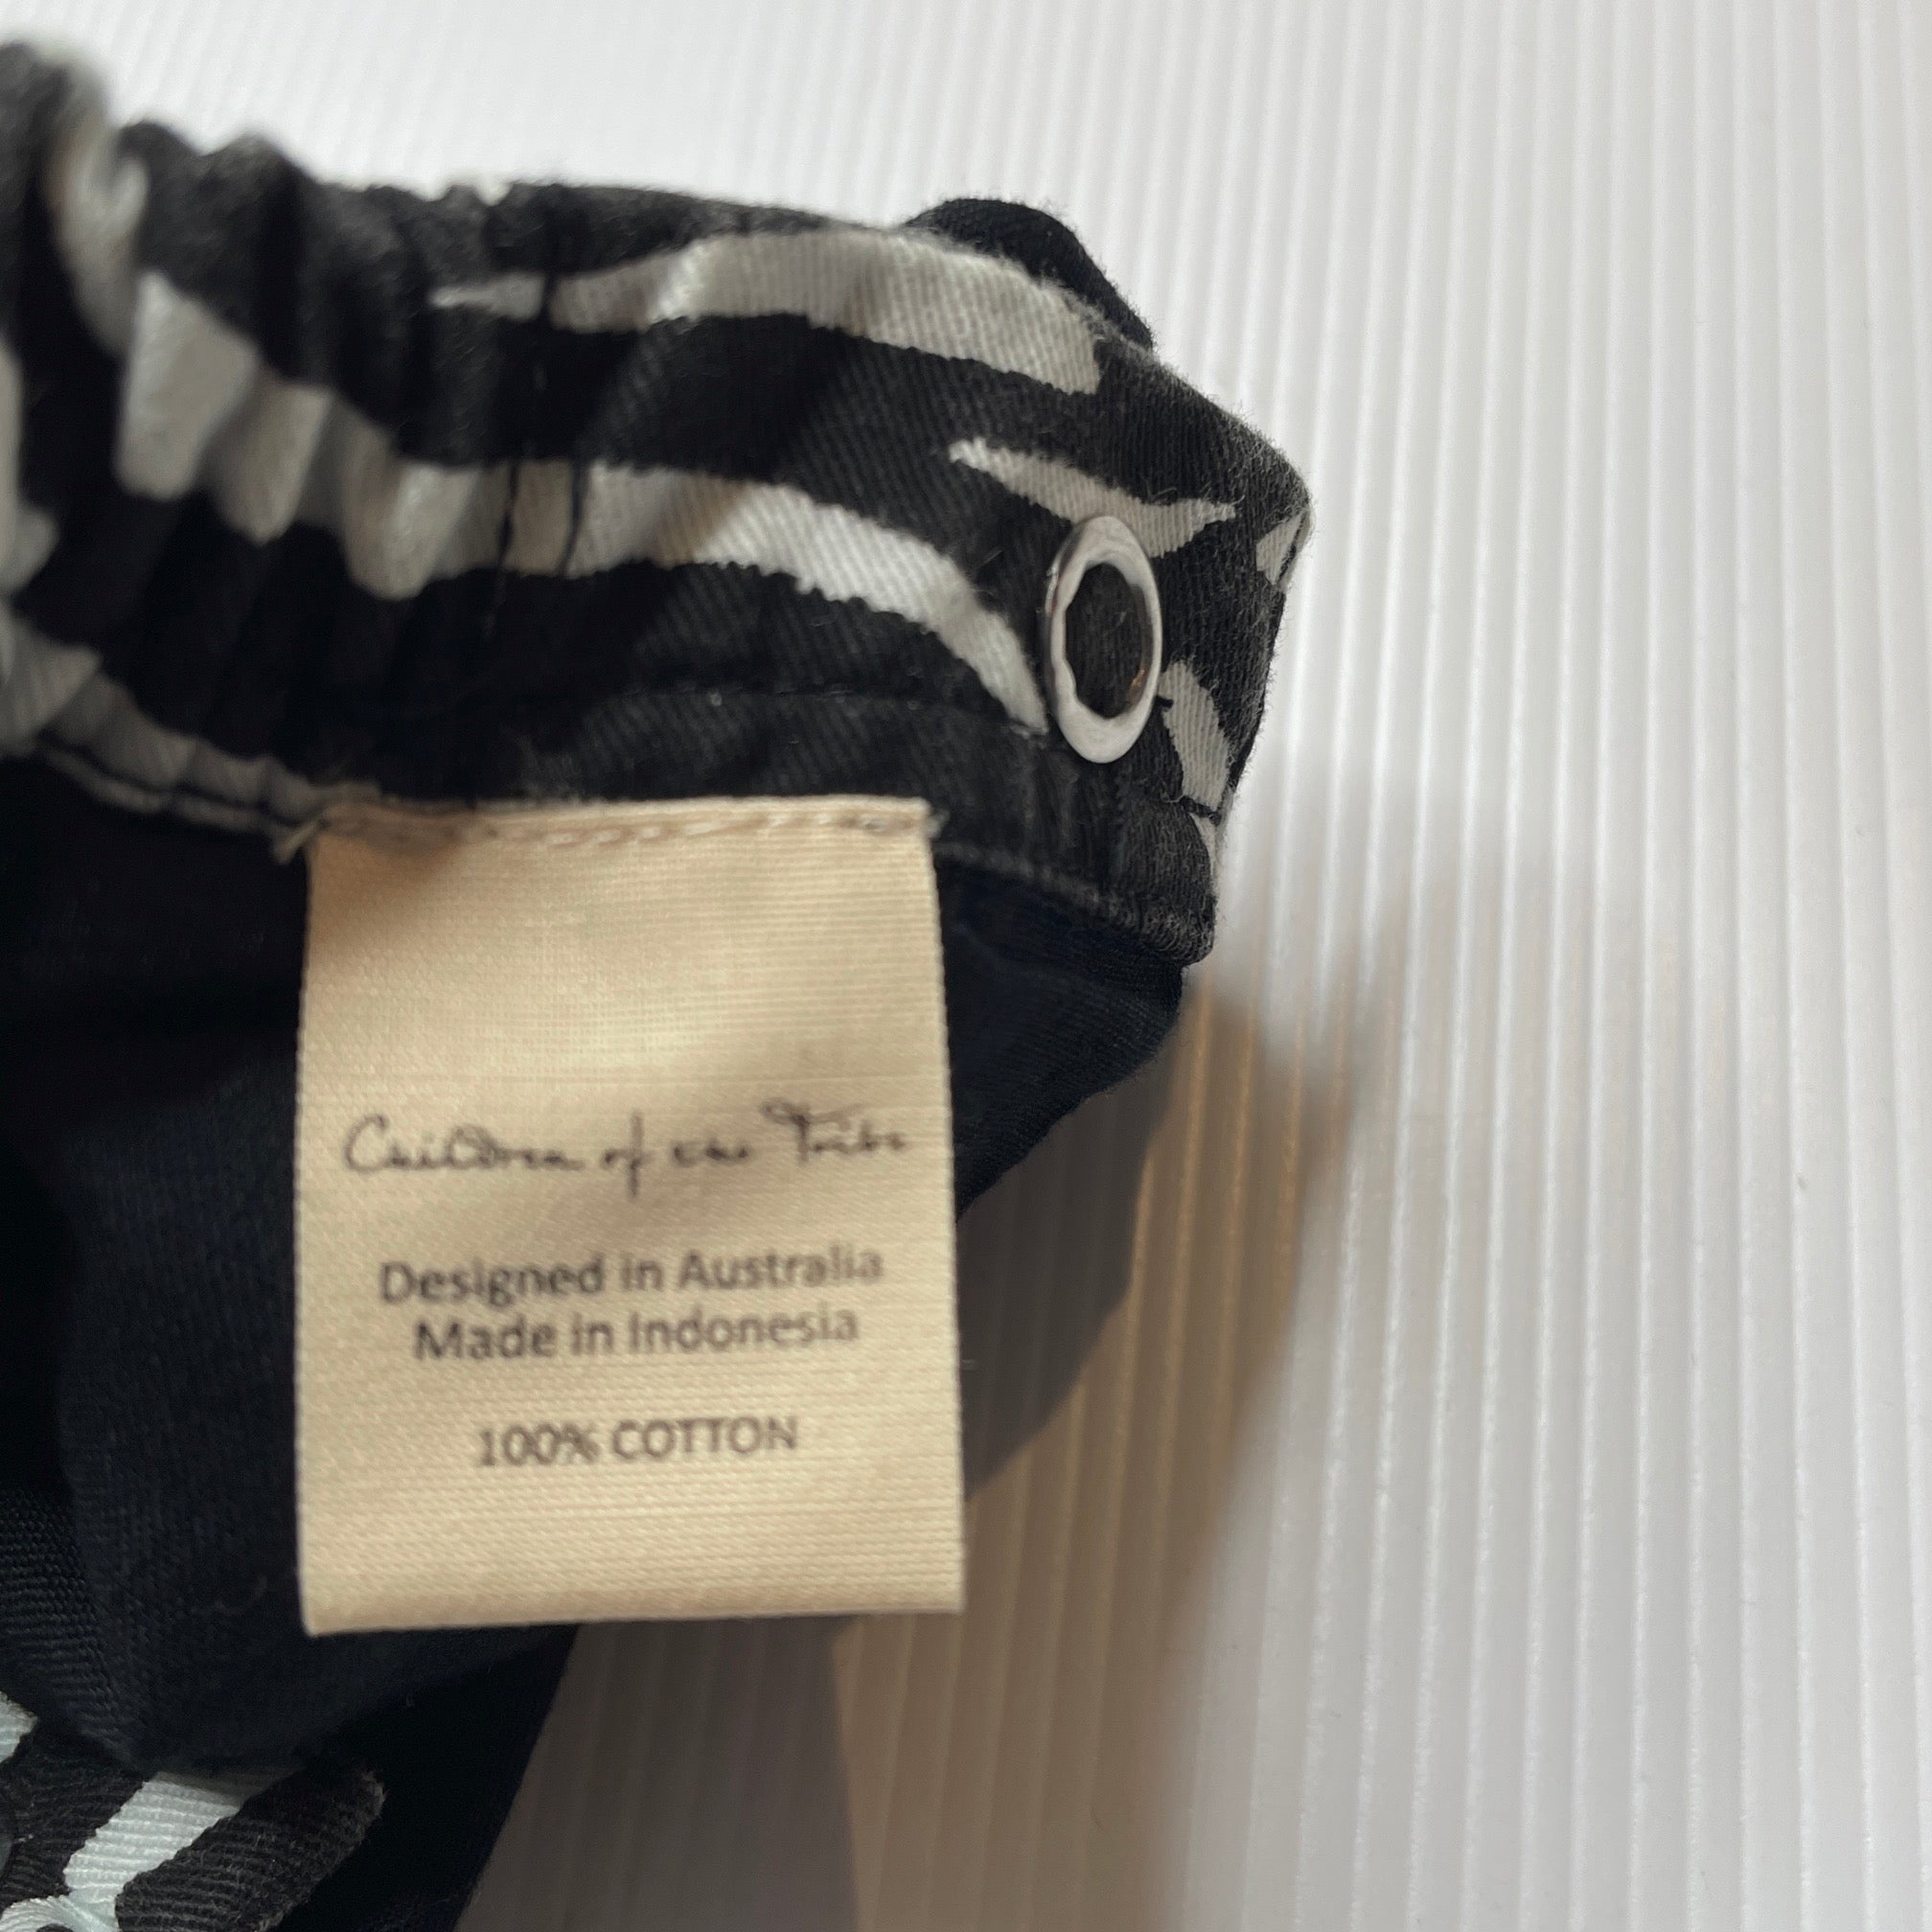 Children of the Tribe
Designed in Australia
Made in Indonesia
100% COTTON